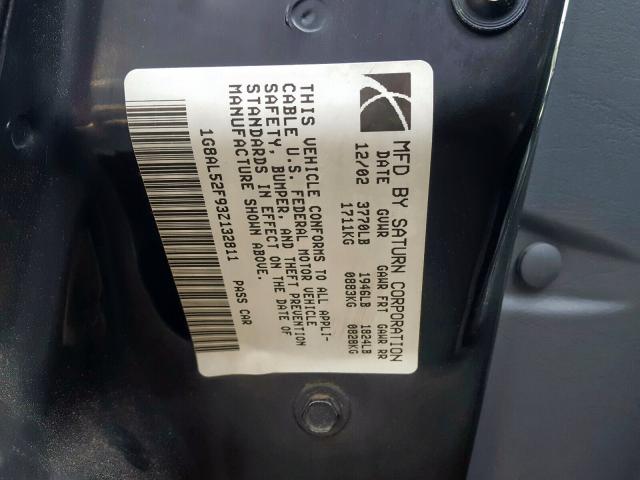 MFD BY SATURN CORPORATION
DATE GVWR GAWR FRT GAWR RR
12/02 3770LB 1946LB 1824LB
1711KG 0883KG 0828KG
THIS VEHICLE CONFORMS TO ALL APPLI-
CABLE U.S. FEDERAL MOTOR VEHICLE
SAFETY, BUMPER, AND THEFT PREVENTION
STANDARDS IN EFFECT ON THE DATE OF
MANUFACTURE SHOWN ABOVE.
1G8AL52F93Z132811 PASS CAR